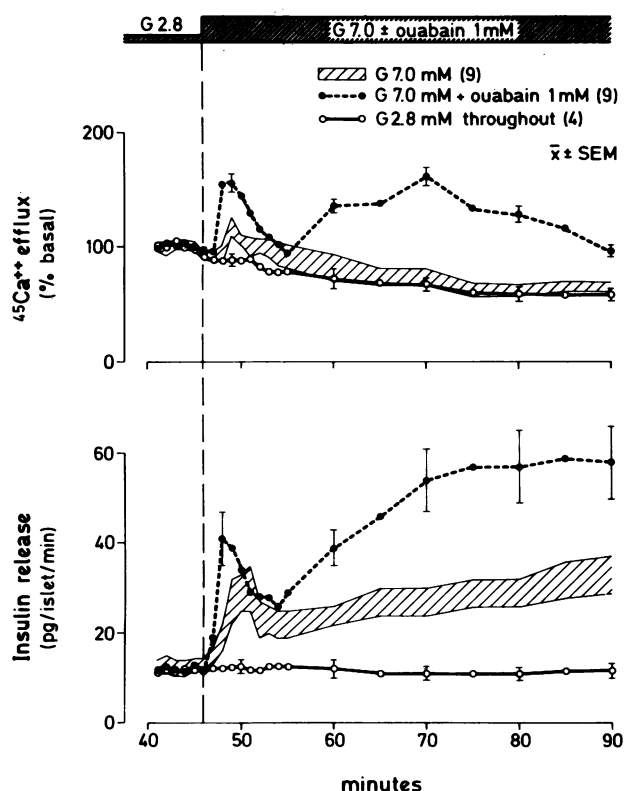 G 2.8
G 7.0 ± ouabain 1mM
G 7.0 mM (9)
G 7.0 mM + ouabain 1mM (9)
G 2.8 mM throughout (4)
x̄ ± SEM
200
100
0
45Ca++ efflux
(% basal)
60
40
20
0
Insulin release
(pg/islet/min)
40
50
60
70
80
90
minutes